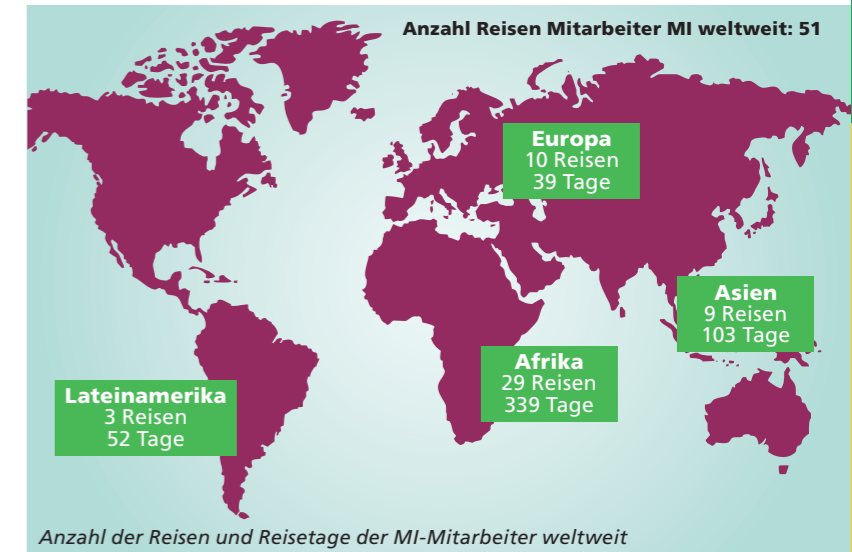 Anzahl Reisen Mitarbeiter MI weltweit: 51
Europa
10 Reisen
39 Tage
Asien
9 Reisen
103 Tage
Afrika
29 Reisen
339 Tage
Lateinamerika
3 Reisen
52 Tage
Anzahl der Reisen und Reisetage der MI-Mitarbeiter weltweit